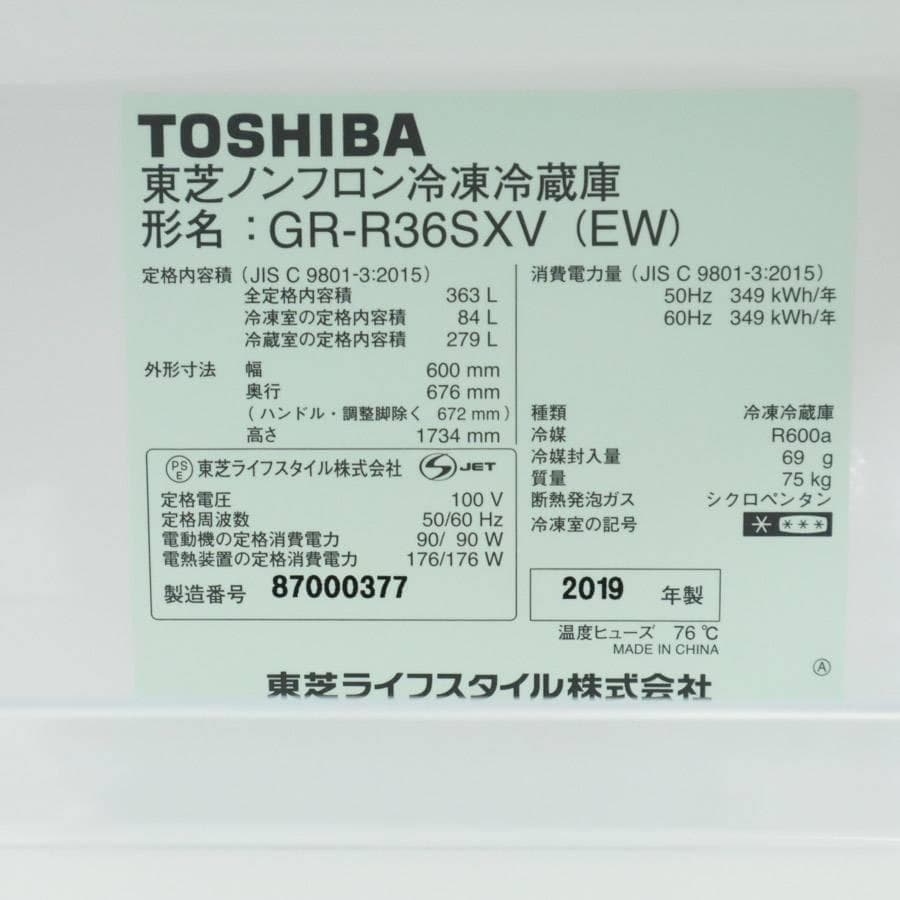 TOSHIBA
東芝ノンフロン冷凍冷蔵庫
形名：GR-R36SXV（EW）
定格内容積（JIS C 9801-3:2015）
全定格内容積 363 L
冷凍室の定格内容積 84 L
冷蔵室の定格内容積 279 L
外形寸法 幅 600 mm
奥行 676 mm
（ハンドル・調整脚除く 672 mm）
高さ 1734 mm
消費電力量（JIS C 9801-3:2015）
50Hz 349 kWh/年
60Hz 349 kWh/年
種類 冷凍冷蔵庫
冷媒 R600a
冷媒封入量 69 g
質量 75 kg
断熱発泡ガス シクロペンタン
冷凍室の記号
PS E 東芝ライフスタイル株式会社 S JET
定格電圧 100 V
定格周波数 50/60 Hz
電動機の定格消費電力 90/ 90 W
電熱装置の定格消費電力 176/176 W
製造番号 87000377
2019 年製
温度ヒューズ 76 ℃
MADE IN CHINA
Ⓐ
東芝ライフスタイル株式会社